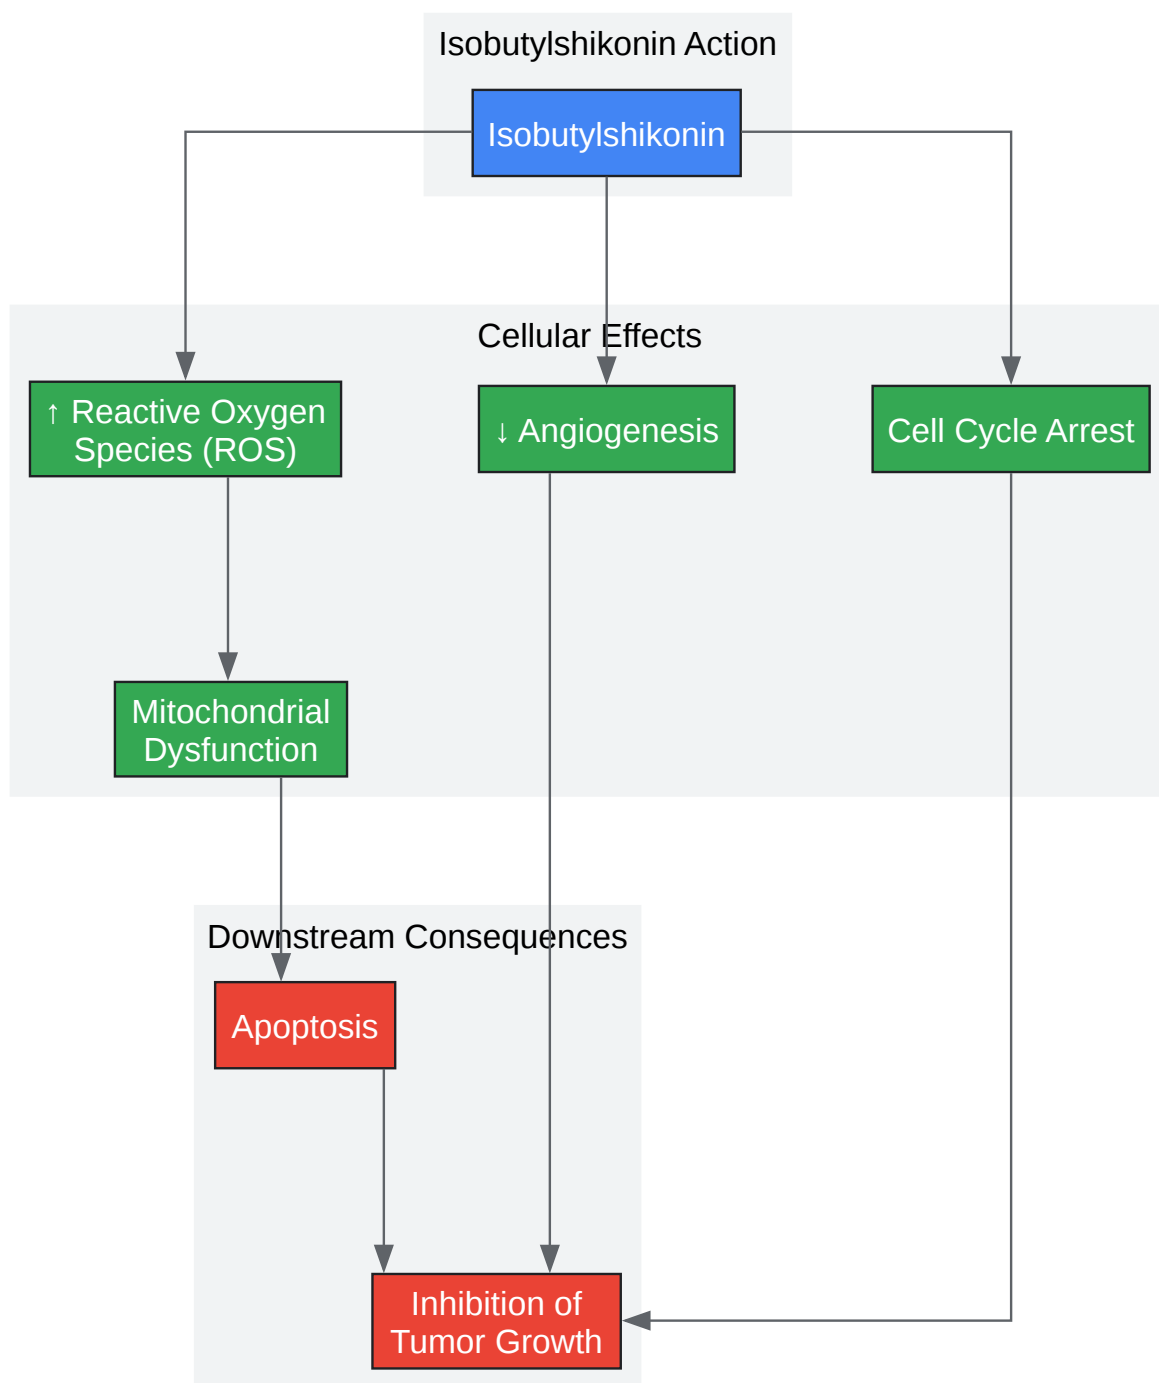 Isobutylshikonin Action
Isobutylshikonin
Cellular Effects
↑ Reactive Oxygen
Species (ROS)
↓ Angiogenesis
Cell Cycle Arrest
Mitochondrial
Dysfunction
Downstream Consequences
Apoptosis
Inhibition of
Tumor Growth